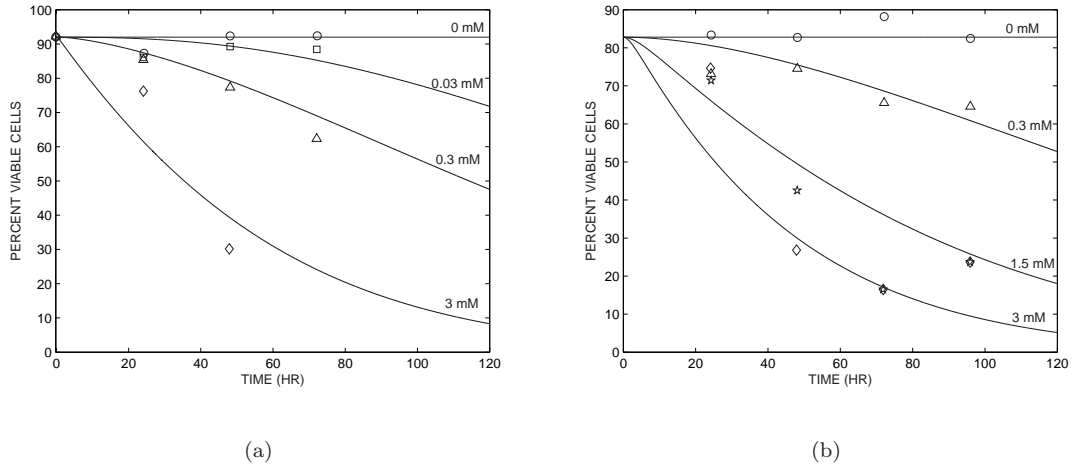 100
90
80
70
60
50
40
30
20
10
0
PERCENT VIABLE CELLS
0 mM
0.03 mM
0.3 mM
3 mM
0 20 40 60 80 100 120
TIME (HR)
(a)
90
80
70
60
50
40
30
20
10
0
PERCENT VIABLE CELLS
0 mM
0.3 mM
1.5 mM
3 mM
0 20 40 60 80 100 120
TIME (HR)
(b)